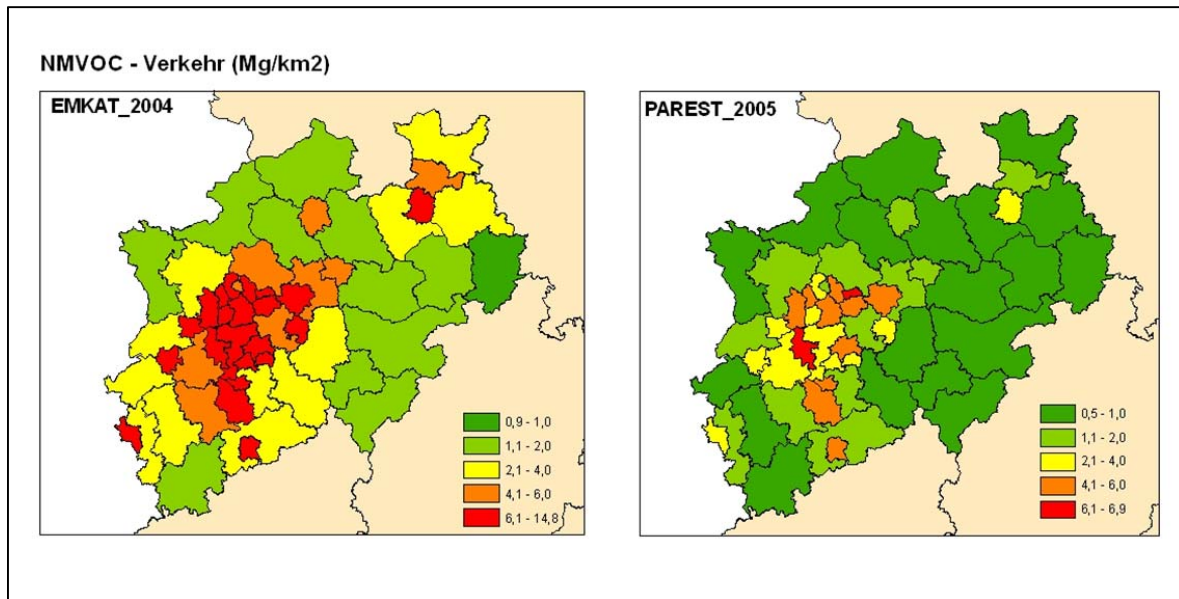 NMVOC - Verkehr (Mg/km2)
EMKAT_2004
0,9 - 1,0
1,1 - 2,0
2,1 - 4,0
4,1 - 6,0
6,1 - 14,8
PAREST_2005
0,5 - 1,0
1,1 - 2,0
2,1 - 4,0
4,1 - 6,0
6,1 - 6,9